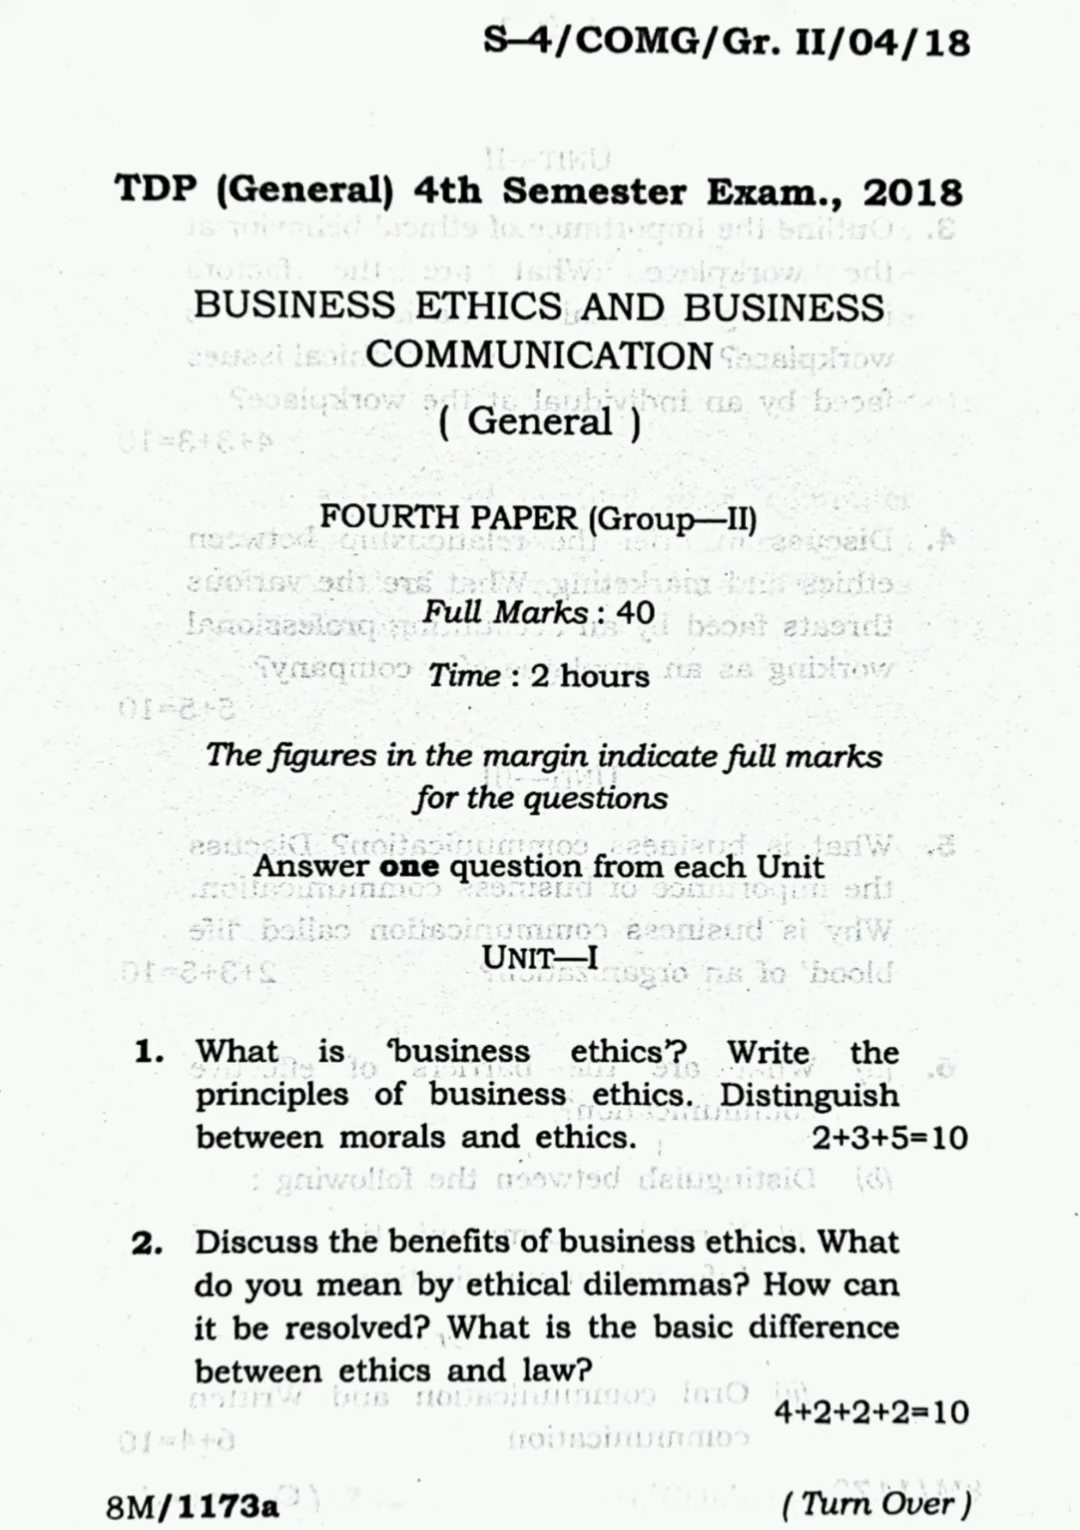 S—4/COMG/Gr. II/04/18
TDP (General) 4th Semester Exam., 2018
BUSINESS ETHICS AND BUSINESS
COMMUNICATION
( General )
FOURTH PAPER (Group—II)
Full Marks : 40
Time : 2 hours
The figures in the margin indicate full marks
for the questions
Answer one question from each Unit
UNIT—I
1. What is ‘business ethics’? Write the
principles of business ethics. Distinguish
between morals and ethics. 2+3+5=10
2. Discuss the benefits of business ethics. What
do you mean by ethical dilemmas? How can
it be resolved? What is the basic difference
between ethics and law?
4+2+2+2=10
8M/1173a ( Turn Over )